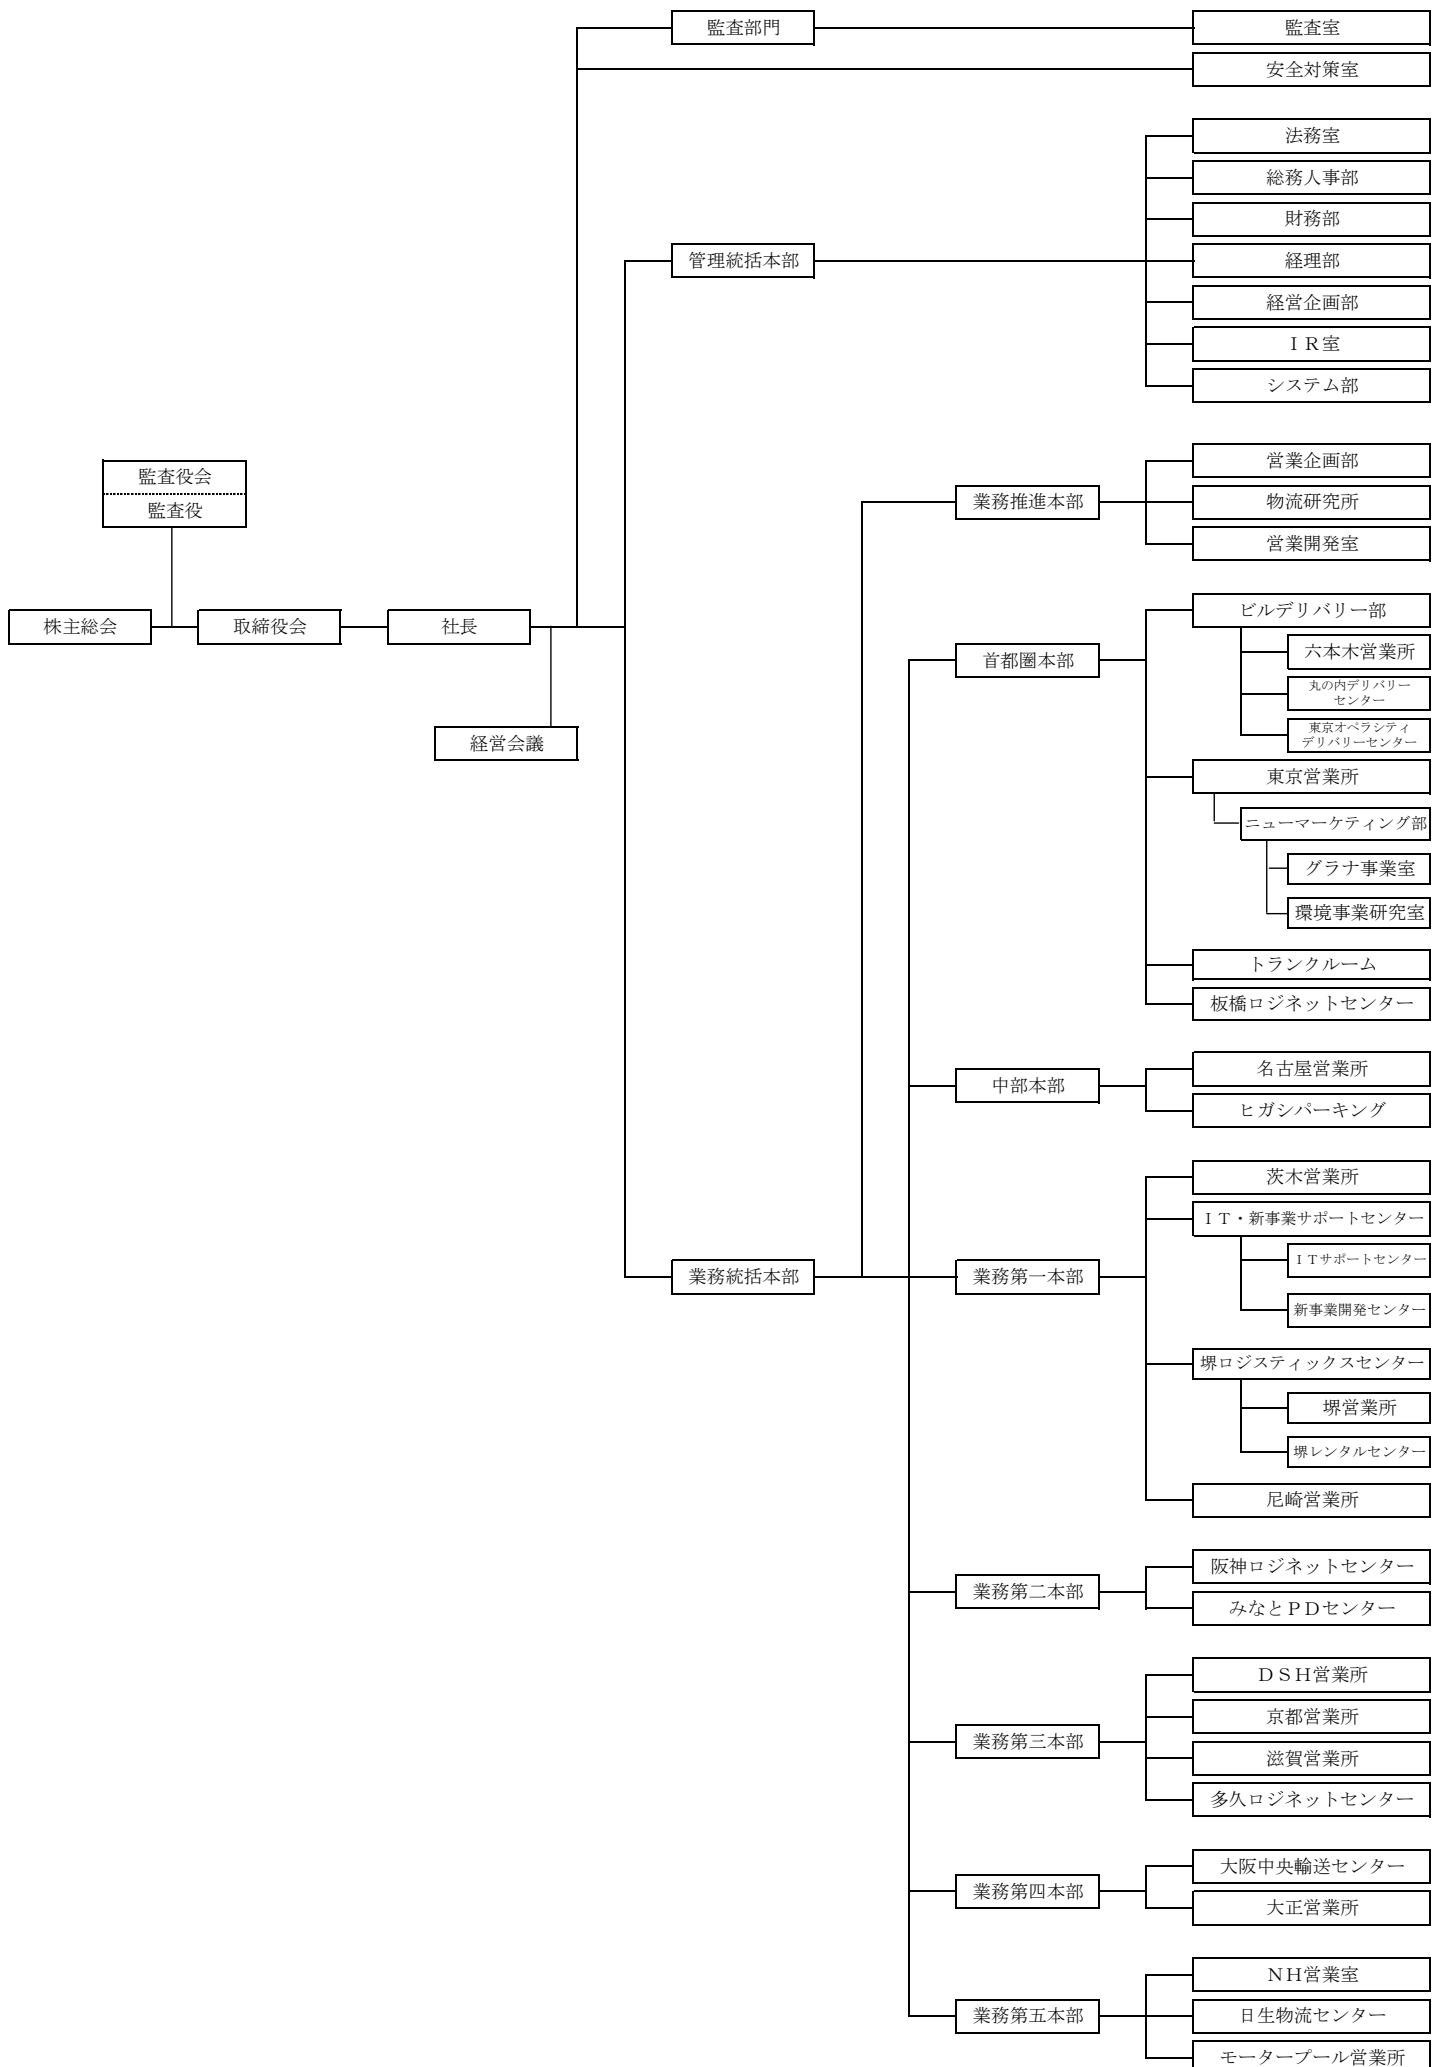 監査部門
監査室
安全対策室
法務室
総務人事部
財務部
管理統括本部
経理部
経営企画部
ＩＲ室
システム部
監査役会
監査役
営業企画部
業務推進本部
物流研究所
営業開発室
株主総会
取締役会
社長
経営会議
首都圏本部
ビルデリバリー部
六本木営業所
丸の内デリバリー
センター
東京オペラシティ
デリバリーセンター
東京営業所
ニューマーケティング部
グラナ事業室
環境事業研究室
トランクルーム
板橋ロジネットセンター
中部本部
名古屋営業所
ヒガシパーキング
業務統括本部
業務第一本部
茨木営業所
ＩＴ・新事業サポートセンター
ＩＴサポートセンター
新事業開発センター
堺ロジスティックスセンター
堺営業所
堺レンタルセンター
尼崎営業所
業務第二本部
阪神ロジネットセンター
みなとＰＤセンター
業務第三本部
ＤＳＨ営業所
京都営業所
滋賀営業所
多久ロジネットセンター
業務第四本部
大阪中央輸送センター
大正営業所
業務第五本部
ＮＨ営業室
日生物流センター
モータープール営業所